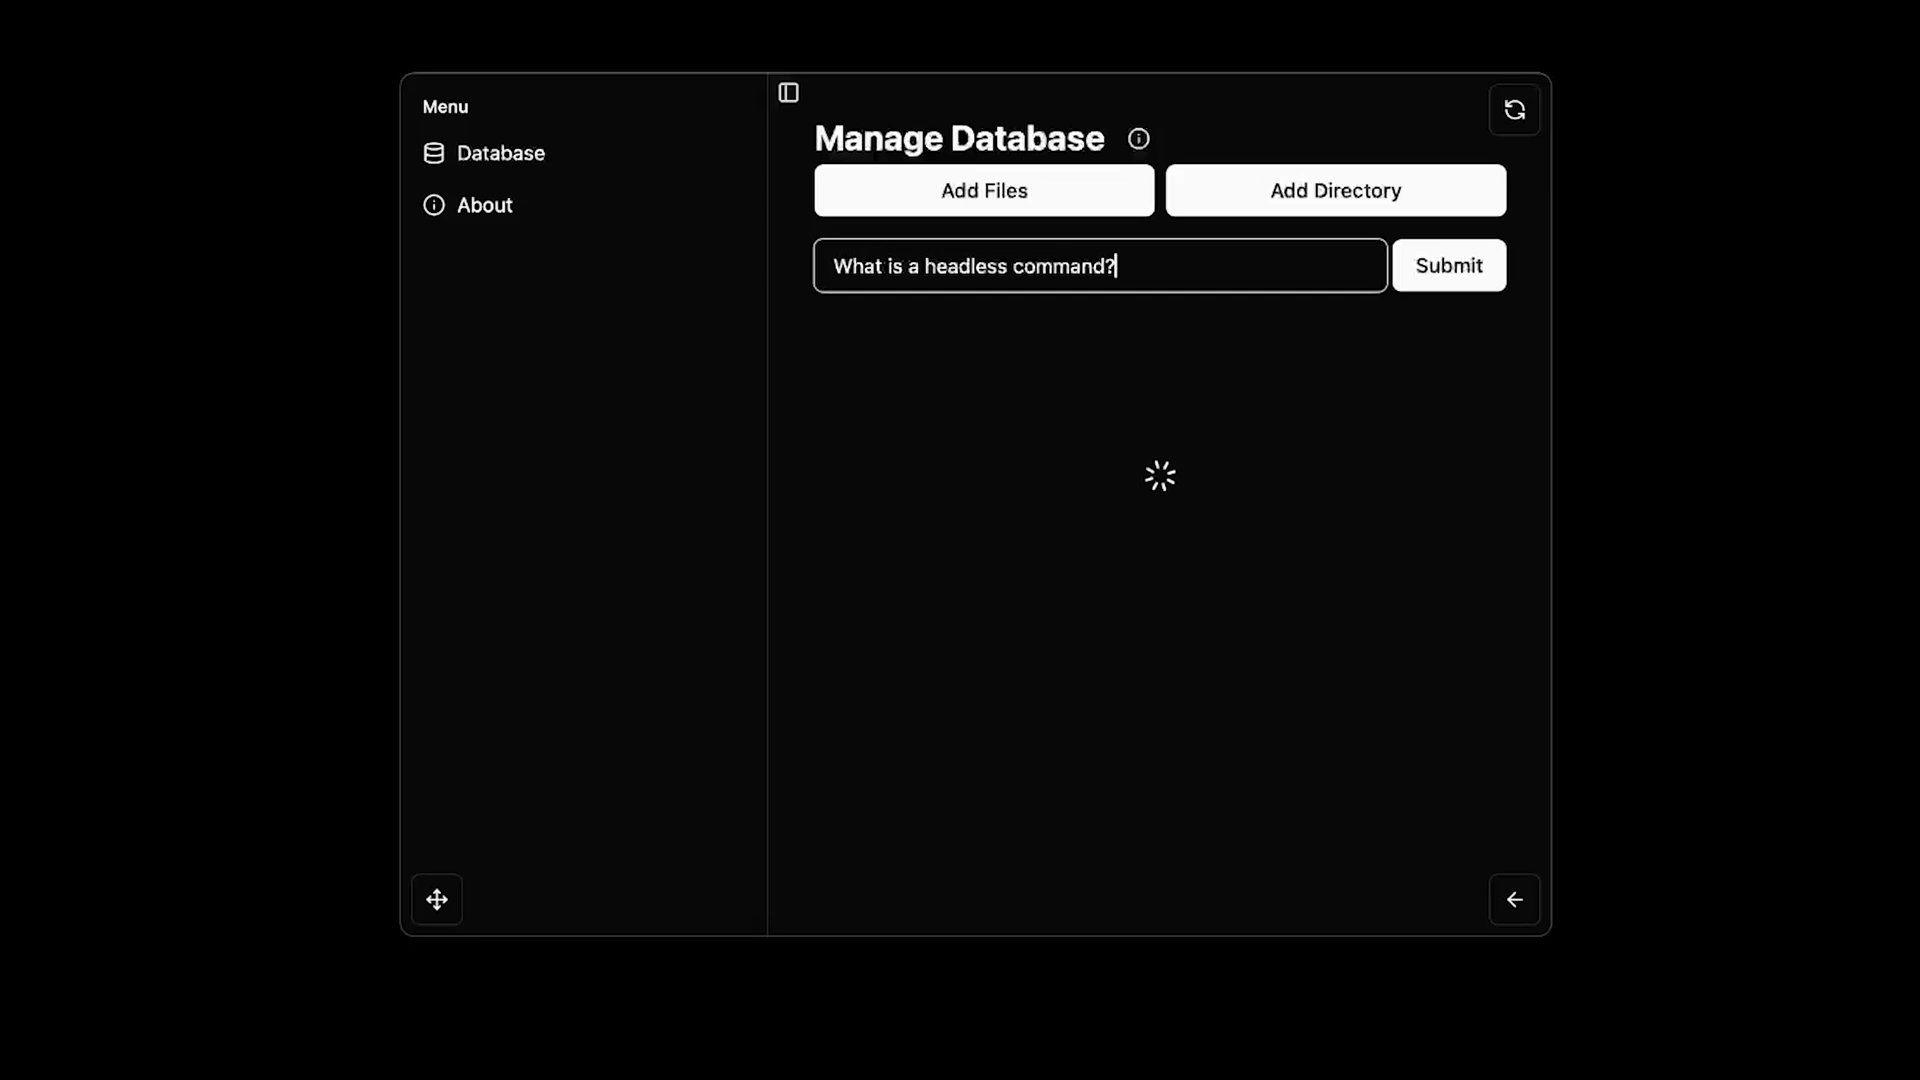 Menu
Database
About
Manage Database
Add Files
Add Directory
What is a headless command?
Submit